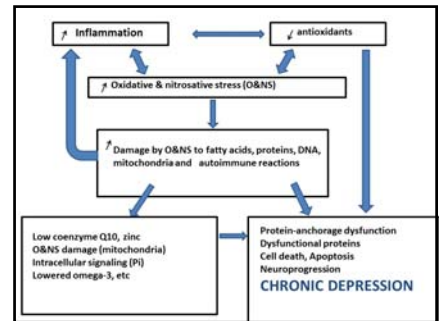 ↗ Inflammation
↙ antioxidants
↗ Oxidative & nitrosative stress (O&NS)
↗ Damage by O&NS to fatty acids, proteins, DNA,
mitochondria and autoimmune reactions
Low coenzyme Q10, zinc
O&NS damage (mitochondria)
Intracellular signaling (Pi)
Lowered omega-3, etc
Protein-anchorage dysfunction
Dysfunctional proteins
Cell death, Apoptosis
Neuroprogression
CHRONIC DEPRESSION